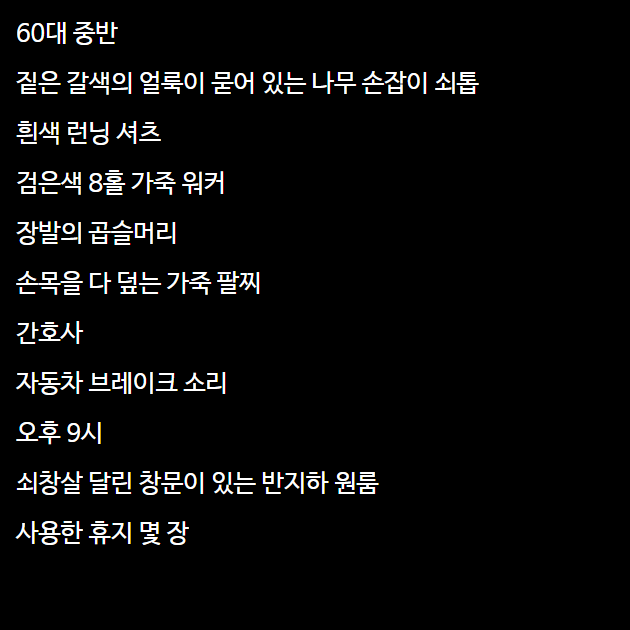 60대 중반
짙은 갈색의 얼룩이 묻어 있는 나무 손잡이 쇠톱
흰색 런닝 셔츠
검은색 8홀 가죽 워커
장발의 곱슬머리
손목을 다 덮는 가죽 팔찌
간호사
자동차 브레이크 소리
오후 9시
쇠창살 달린 창문이 있는 반지하 원룸
사용한 휴지 몇 장